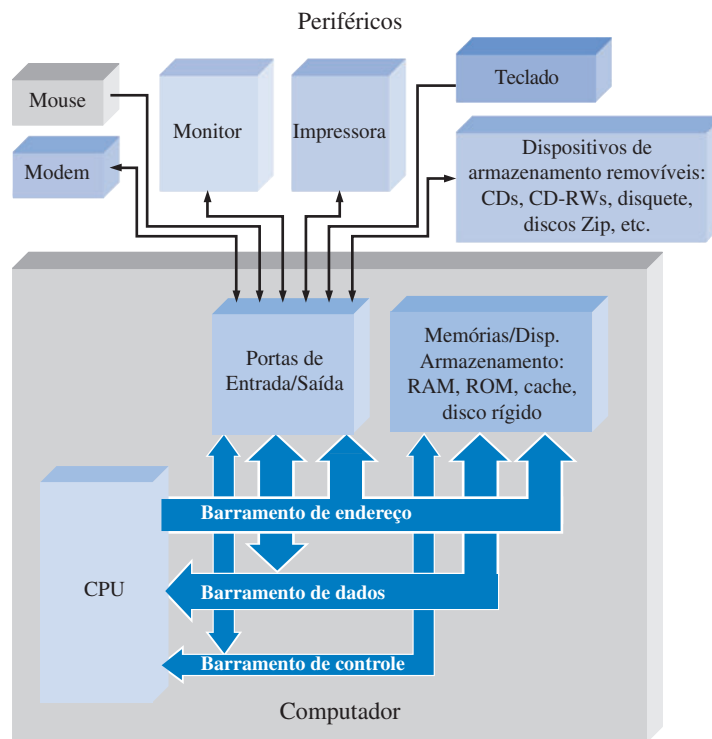 Periféricos
Mouse
Modem
Monitor
Impressora
Teclado
Dispositivos de
armazenamento removíveis:
CDs, CD-RWs, disquete,
discos Zip, etc.
Portas de
Entrada/Saída
Memórias/Disp.
Armazenamento:
RAM, ROM, cache,
disco rígido
CPU
Barramento de endereço
Barramento de dados
Barramento de controle
Computador